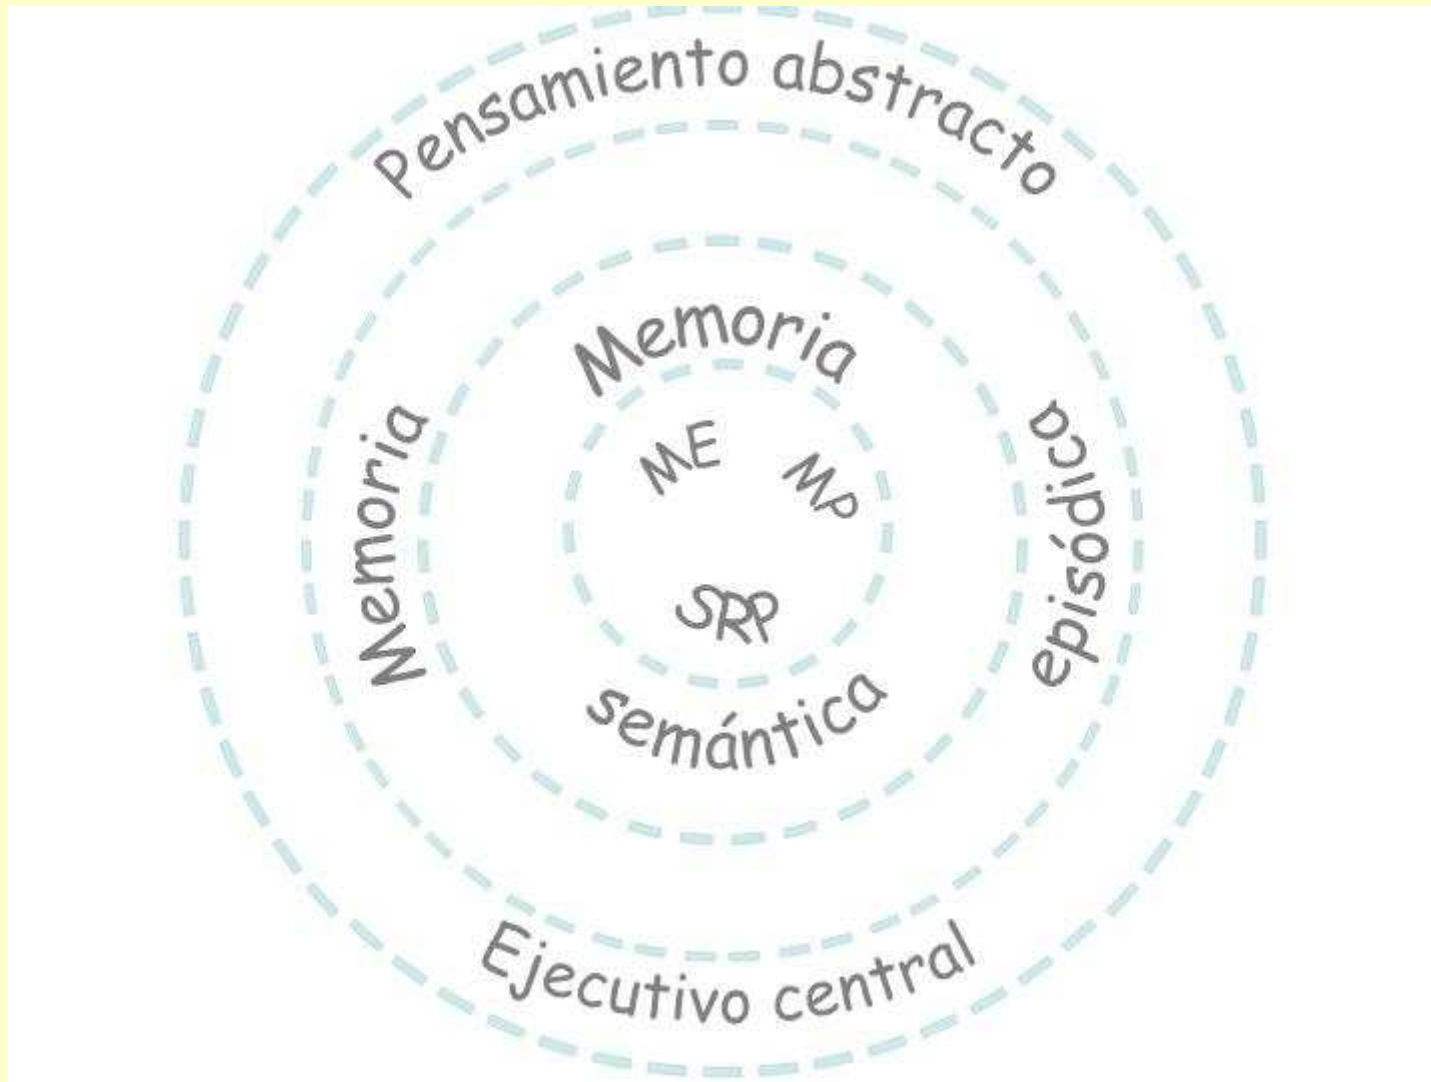 Pensamiento abstracto
Memoria
ME
MP
Memoria
episódica
SRP
semántica
Ejecutivo central